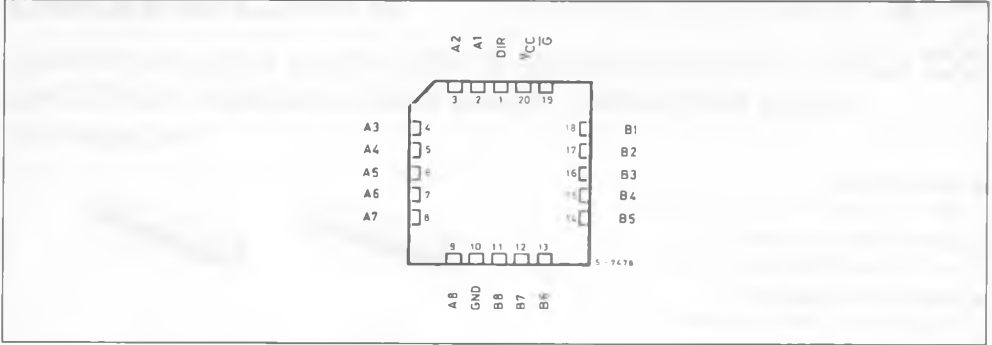 A2 A1 DIR VCC G
3 2 1 20 19
A3 4 18 B1
A4 5 17 B2
A5 6 16 B3
A6 7 15 B4
A7 8 14 B5
9 10 11 12 13
S-7478
A8 GND B8 B7 B6